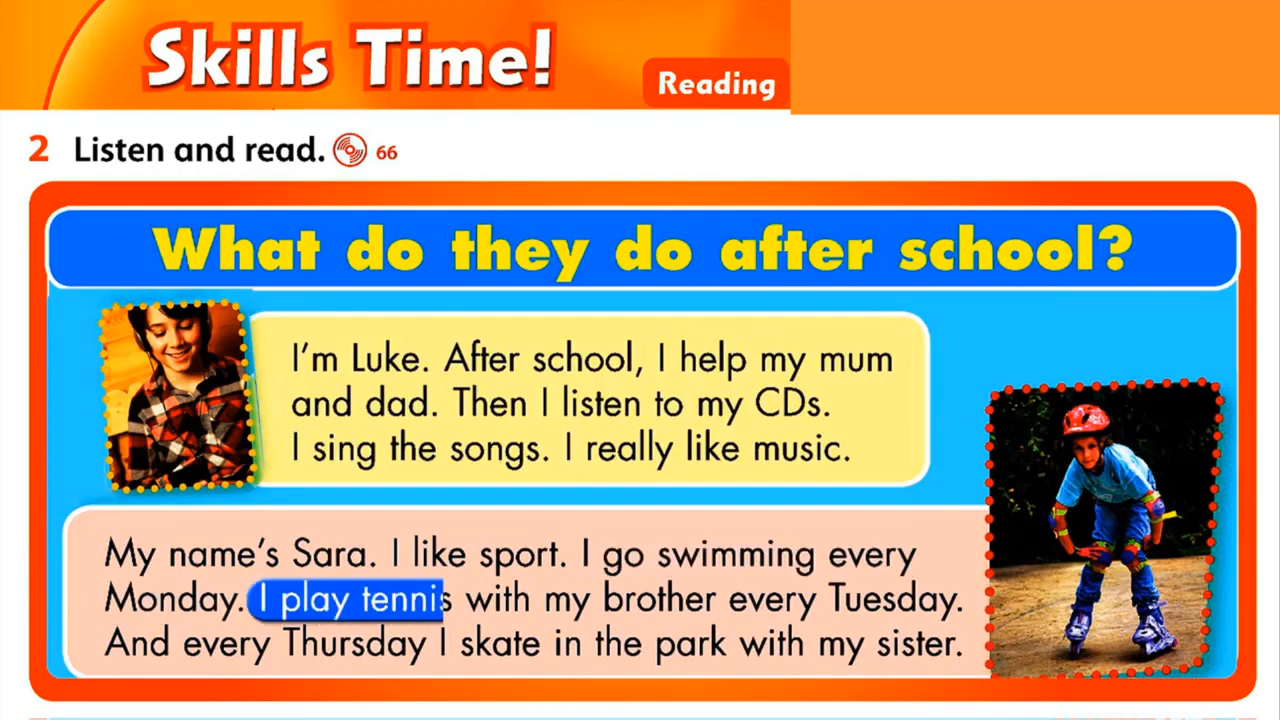 Skills Time!
Reading
2 Listen and read. 66
What do they do after school?
I'm Luke. After school, I help my mum
and dad. Then I listen to my CDs.
I sing the songs. I really like music.
My name's Sara. I like sport. I go swimming every
Monday. I play tennis with my brother every Tuesday.
And every Thursday I skate in the park with my sister.